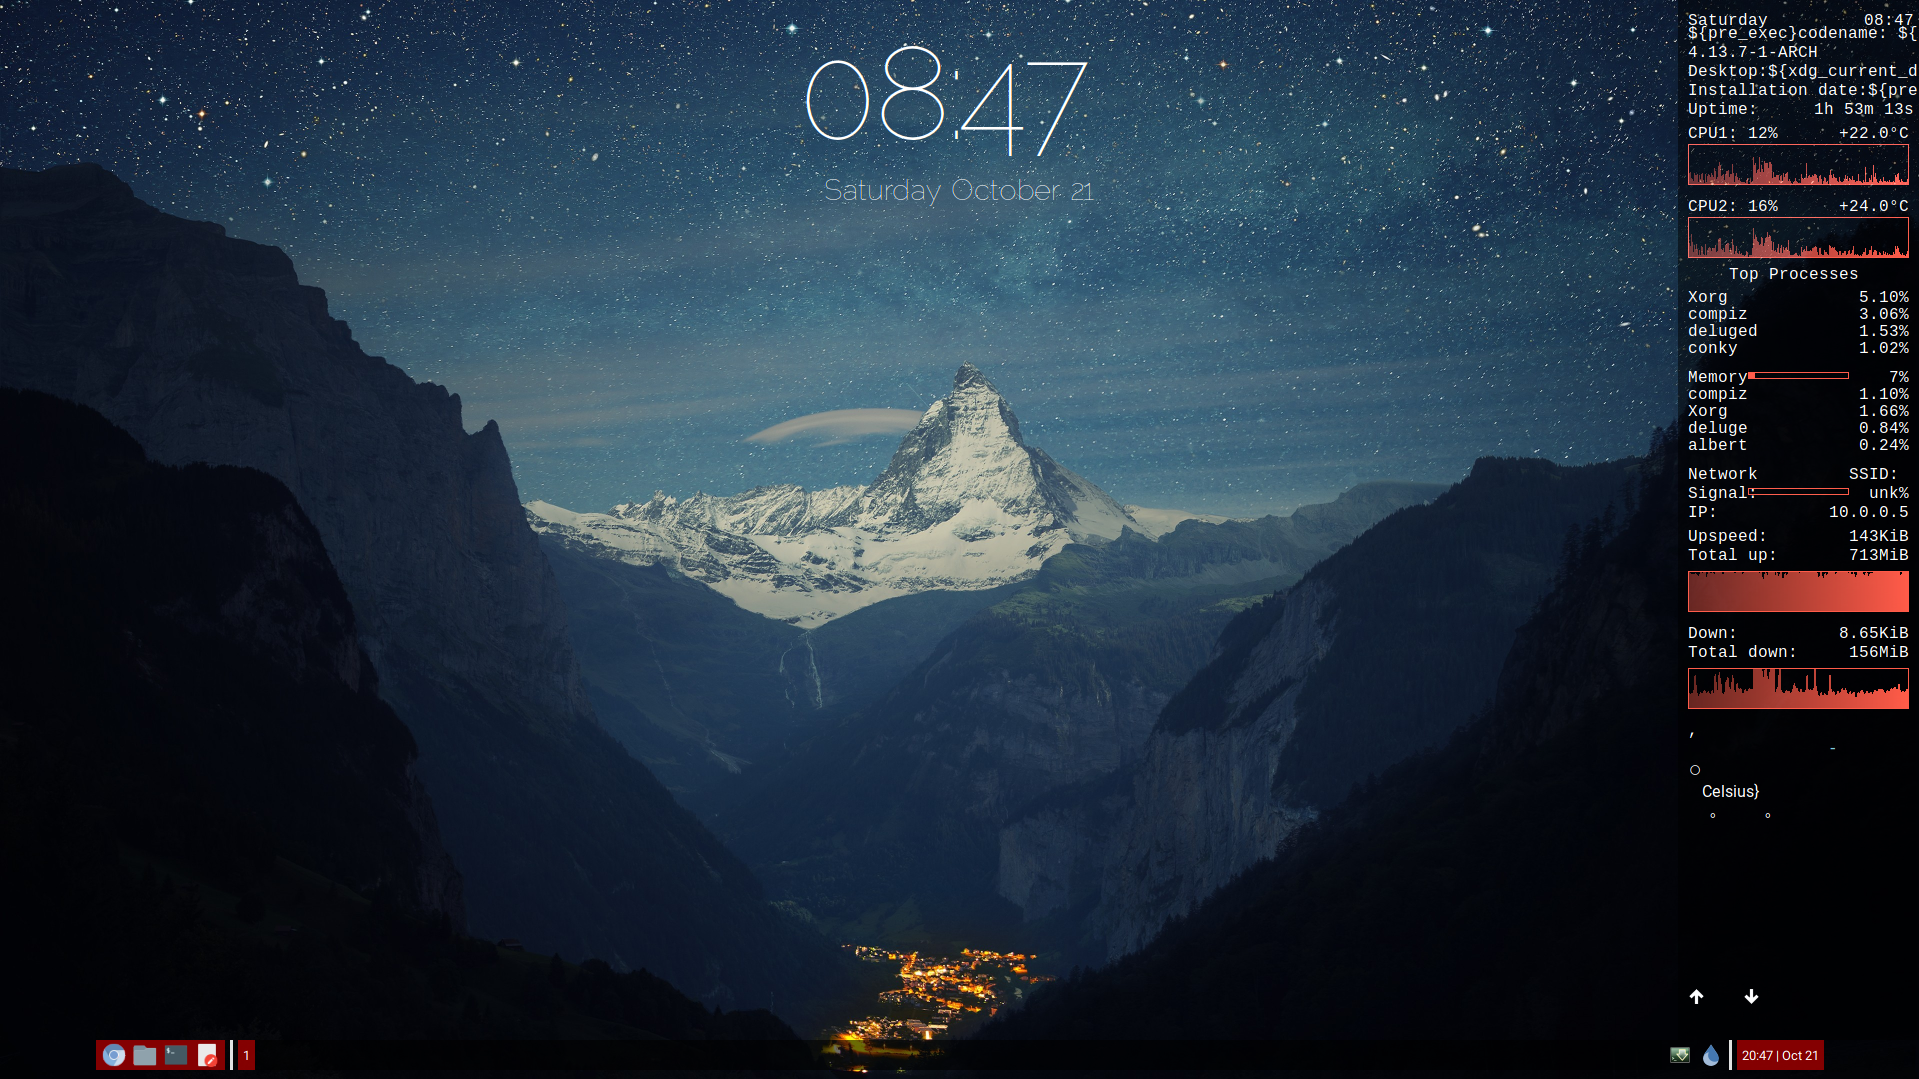 08:47
Saturday October 21
Saturday 08:47
${pre_exec}codename: ${
4.13.7-1-ARCH
Desktop:${xdg_current_d
Installation date:${pre
Uptime: 1h 53m 13s
CPU1: 12% +22.0°C
CPU2: 16% +24.0°C
Top Processes
Xorg 5.10%
compiz 3.06%
deluged 1.53%
conky 1.02%
Memory 7%
compiz 1.10%
Xorg 1.66%
deluge 0.84%
albert 0.24%
Network SSID:
Signal: unk%
IP: 10.0.0.5
Upspeed: 143KiB
Total up: 713MiB
Down: 8.65KiB
Total down: 156MiB
,
-
Celsius}
° °
1
20:47 | Oct 21